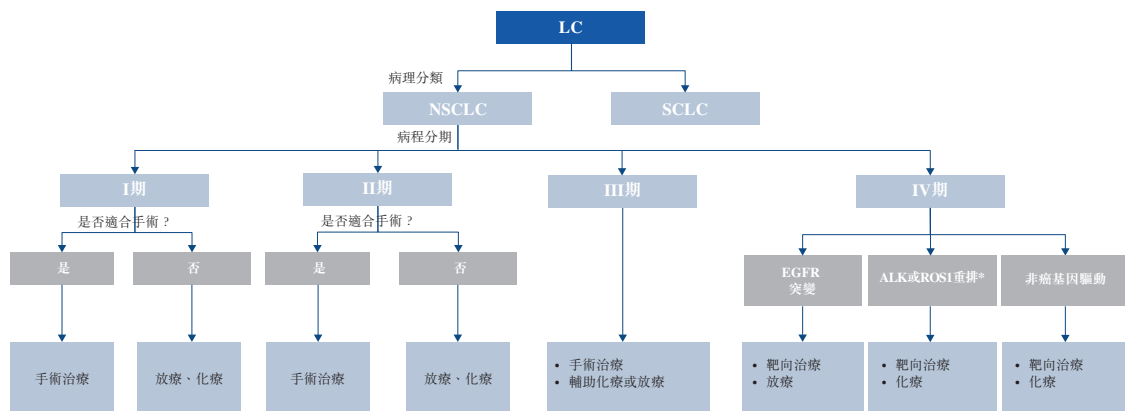 LC
病理分類
NSCLC
SCLC
病程分期
I期
II期
III期
IV期
是否適合手術?
是否適合手術?
是
否
是
否
EGFR
突變
ALK或ROS1重排*
非癌基因驅動
手術治療
放療、化療
手術治療
放療、化療
• 手術治療
• 輔助化療或放療
• 靶向治療
• 放療
• 靶向治療
• 化療
• 靶向治療
• 化療